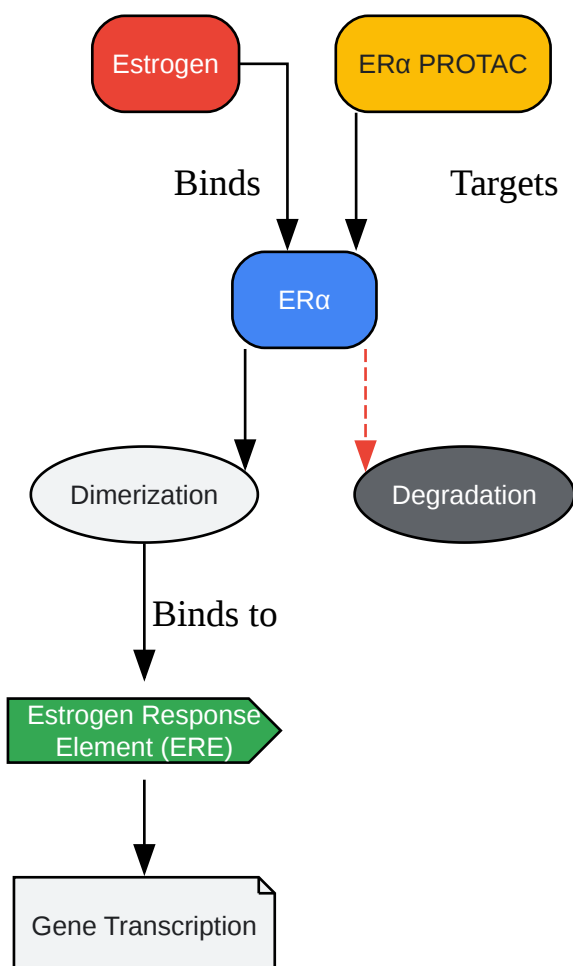 Estrogen
ERα PROTAC
Binds
Targets
ERα
Dimerization
Degradation
Binds to
Estrogen Response
Element (ERE)
Gene Transcription